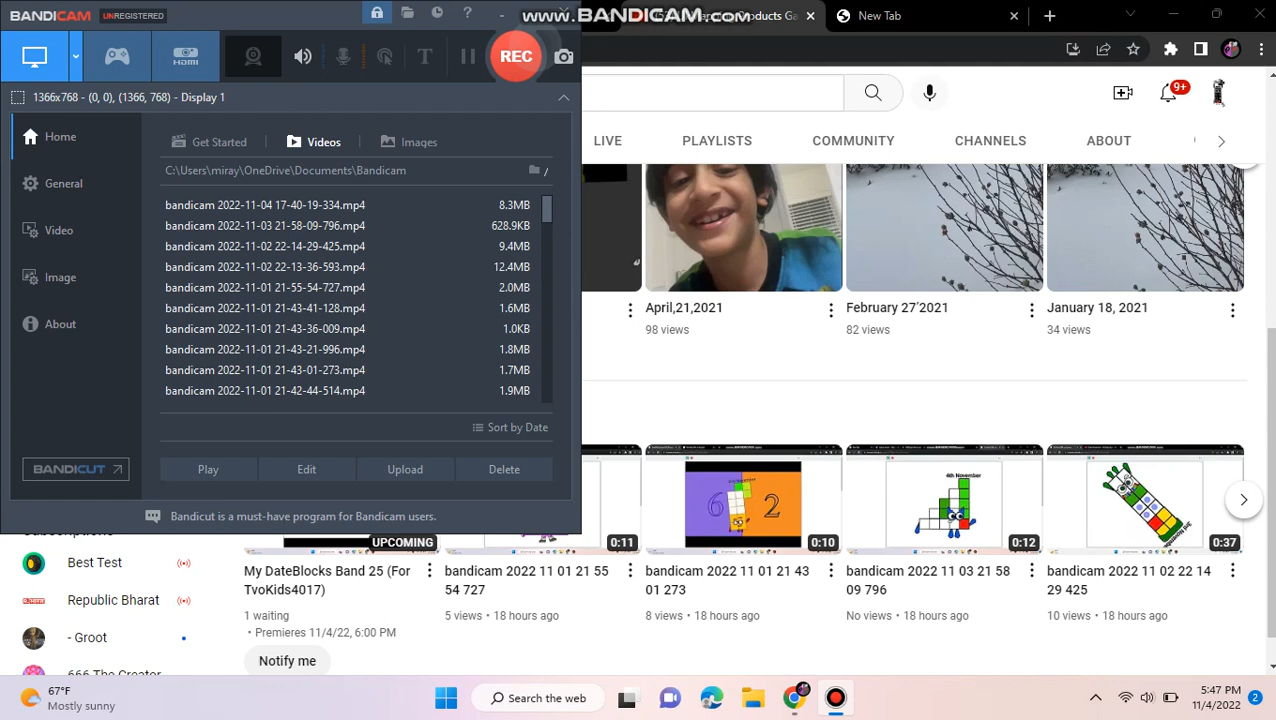 BANDICAM UNREGISTERED
www.BANDICAM.com
Products Ga
New Tab
HDMI
REC
1366x768 - (0, 0), (1366, 768) - Display 1
Home
General
Video
Image
About
BANDICUT
Get Started
Videos
Images
C:\Users\miray\OneDrive\Documents\Bandicam
bandicam 2022-11-04 17-40-19-334.mp4 8.3MB
bandicam 2022-11-03 21-58-09-796.mp4 628.9KB
bandicam 2022-11-02 22-14-29-425.mp4 9.4MB
bandicam 2022-11-02 22-13-36-593.mp4 12.4MB
bandicam 2022-11-01 21-55-54-727.mp4 2.0MB
bandicam 2022-11-01 21-43-41-128.mp4 1.6MB
bandicam 2022-11-01 21-43-36-009.mp4 1.0KB
bandicam 2022-11-01 21-43-21-996.mp4 1.8MB
bandicam 2022-11-01 21-43-01-273.mp4 1.7MB
bandicam 2022-11-01 21-42-44-514.mp4 1.9MB
Sort by Date
Play Edit Upload Delete
Bandicut is a must-have program for Bandicam users.
9+
LIVE PLAYLISTS COMMUNITY CHANNELS ABOUT
April,21,2021
98 views
February 27'2021
82 views
January 18, 2021
34 views
4th November
6 2
UPCOMING 0:11 0:10 0:12 0:37
My DateBlocks Band 25 (For
TvoKids4017)
1 waiting
• Premieres 11/4/22, 6:00 PM
Notify me
bandicam 2022 11 01 21 55
54 727
5 views • 18 hours ago
bandicam 2022 11 01 21 43
01 273
8 views • 18 hours ago
bandicam 2022 11 03 21 58
09 796
No views • 18 hours ago
bandicam 2022 11 02 22 14
29 425
10 views • 18 hours ago
Best Test
Republic Bharat
- Groot
666 The Creator
67°F
Mostly sunny
Search the web
5:47 PM
11/4/2022
2